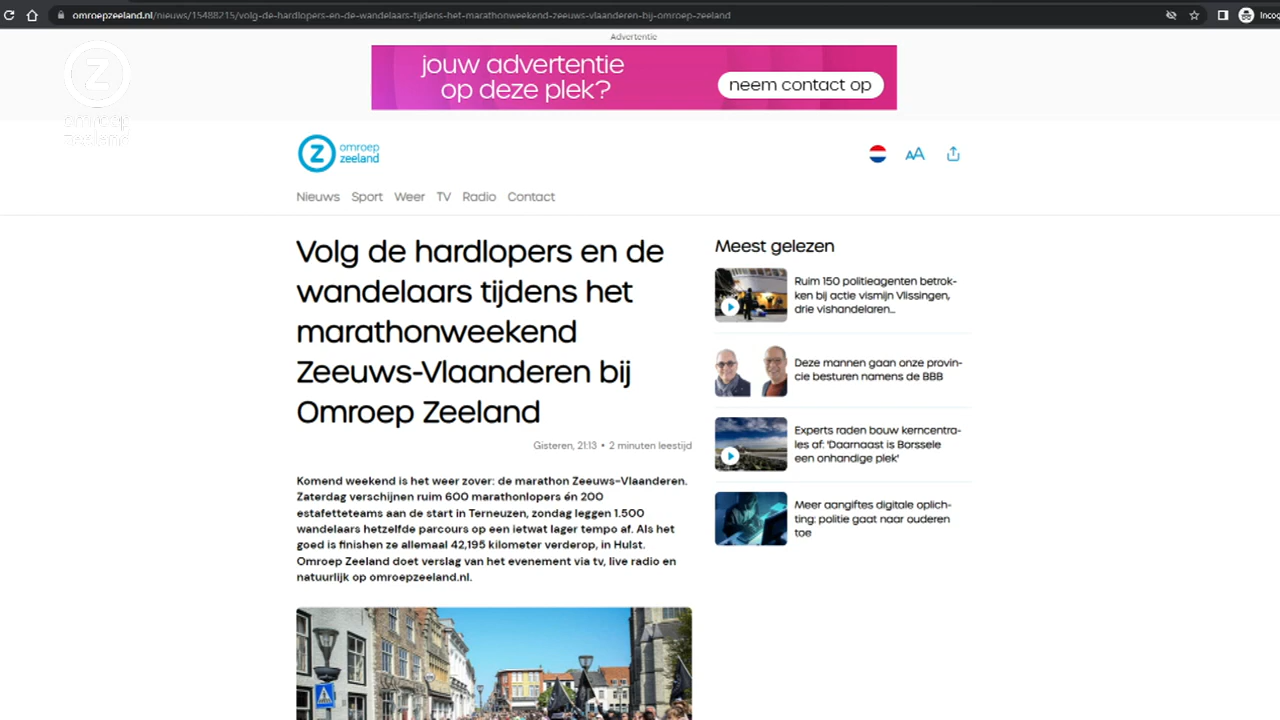 omroepzeeland.nl/nieuws/15488215/volg-de-hardlopers-en-de-wandelaars-tijdens-het-marathonweekend-zeeuws-vlaanderen-bij-omroep-zeeland
Incog
Advertentie
jouw advertentie
op deze plek?
neem contact op
Z
omroep
zeeland
Z omroep
zeeland
AA
Nieuws Sport Weer TV Radio Contact
Volg de hardlopers en de
wandelaars tijdens het
marathonweekend
Zeeuws-Vlaanderen bij
Omroep Zeeland
Gisteren, 21:13 • 2 minuten leestijd
Komend weekend is het weer zover: de marathon Zeeuws-Vlaanderen.
Zaterdag verschijnen ruim 600 marathonlopers én 200
estafetteteams aan de start in Terneuzen, zondag leggen 1.500
wandelaars hetzelfde parcours op een ietwat lager tempo af. Als het
goed is finishen ze allemaal 42,195 kilometer verderop, in Hulst.
Omroep Zeeland doet verslag van het evenement via tv, live radio en
natuurlijk op omroepzeeland.nl.
Meest gelezen
Ruim 150 politieagenten betrok-
ken bij actie vismijn Vlissingen,
drie vishandelaren...
Deze mannen gaan onze provin-
cie besturen namens de BBB
Experts raden bouw kerncentra-
les af: 'Daarnaast is Borssele
een onhandige plek'
Meer aangiftes digitale oplich-
ting: politie gaat naar ouderen
toe